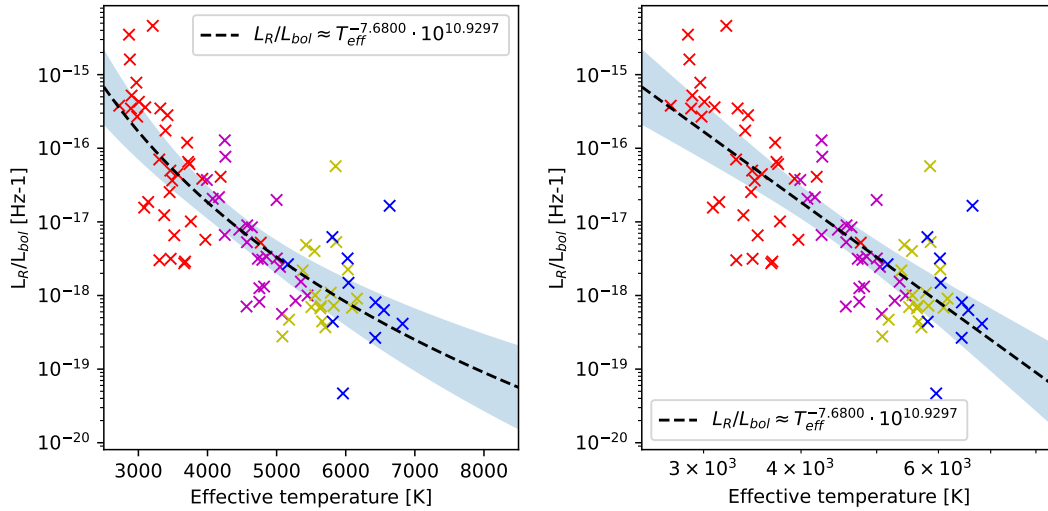 L_R/L_bol ≈ T_eff^−7.6800 · 10^10.9297
10^−15
10^−16
10^−17
10^−18
10^−19
10^−20
L_R/L_bol [Hz-1]
3000 4000 5000 6000 7000 8000
Effective temperature [K]
10^−15
10^−16
10^−17
10^−18
10^−19
10^−20
L_R/L_bol [Hz-1]
L_R/L_bol ≈ T_eff^−7.6800 · 10^10.9297
3 × 10^3 4 × 10^3 6 × 10^3
Effective temperature [K]